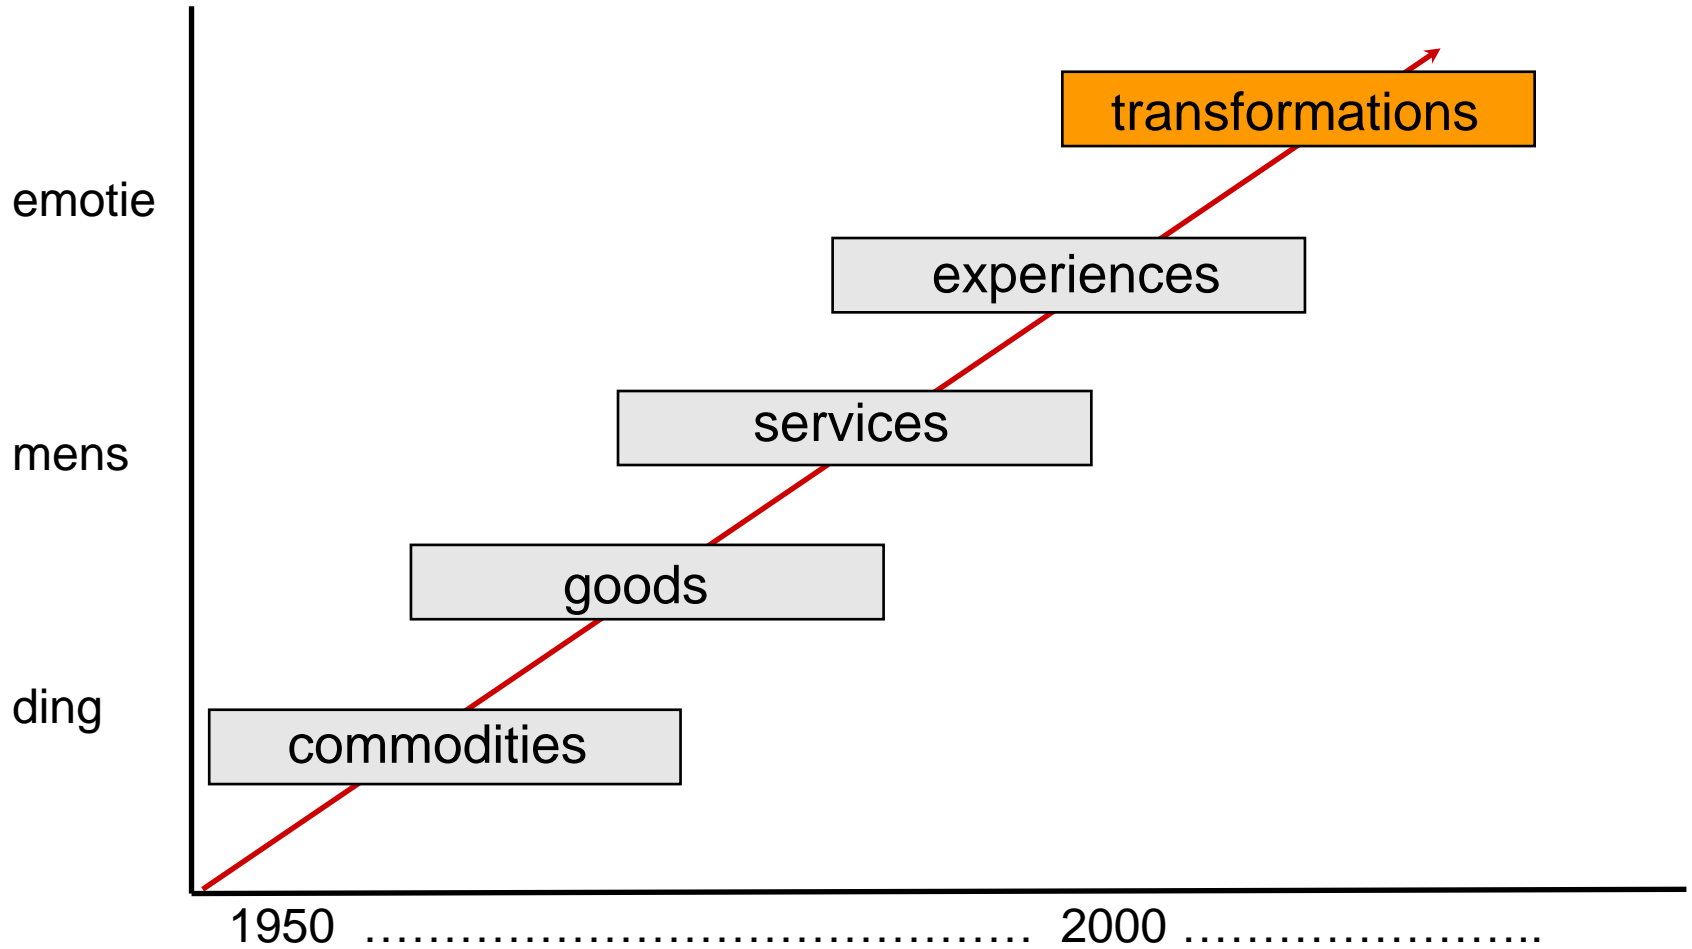 transformations
emotie
experiences
services
mens
goods
ding
commodities
1950 ………………………………… 2000 …………………..